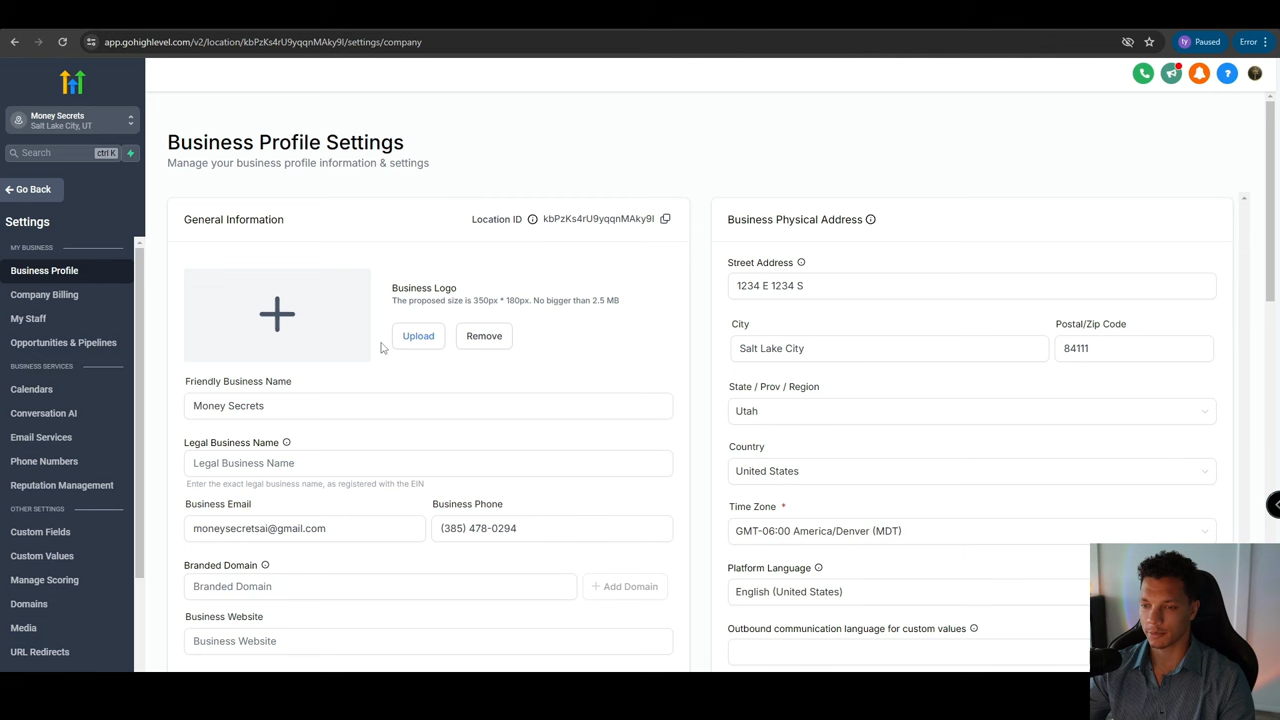 app.gohighlevel.com/v2/location/kbPzKs4rU9yqqnMAky9I/settings/company
ty Paused
Error
Money Secrets
Salt Lake City, UT
Search ctrl K
Go Back
Settings
MY BUSINESS
Business Profile
Company Billing
My Staff
Opportunities & Pipelines
BUSINESS SERVICES
Calendars
Conversation AI
Email Services
Phone Numbers
Reputation Management
OTHER SETTINGS
Custom Fields
Custom Values
Manage Scoring
Domains
Media
URL Redirects
Business Profile Settings
Manage your business profile information & settings
General Information
Location ID kbPzKs4rU9yqqnMAky9I
Business Logo
The proposed size is 350px * 180px. No bigger than 2.5 MB
Upload Remove
Friendly Business Name
Money Secrets
Legal Business Name
Legal Business Name
Enter the exact legal business name, as registered with the EIN
Business Email Business Phone
moneysecretsai@gmail.com (385) 478-0294
Branded Domain
Branded Domain + Add Domain
Business Website
Business Website
Business Physical Address
Street Address
1234 E 1234 S
City Postal/Zip Code
Salt Lake City 84111
State / Prov / Region
Utah
Country
United States
Time Zone *
GMT-06:00 America/Denver (MDT)
Platform Language
English (United States)
Outbound communication language for custom values